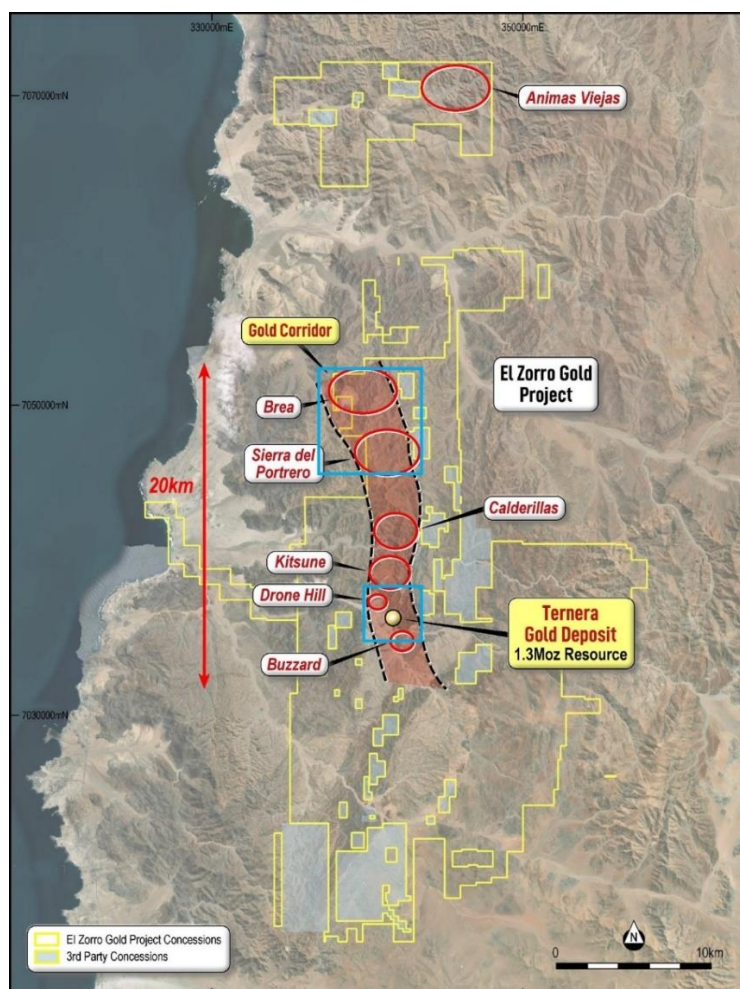 330000mE
350000mE
7070000mN
Animas Viejas
Gold Corridor
El Zorro Gold
Project
7050000mN
Brea
Sierra del
Portrero
20km
Calderillas
Kitsune
Drone Hill
Ternera
Gold Deposit
1.3Moz Resource
Buzzard
7030000mN
El Zorro Gold Project Concessions
3rd Party Concessions
N
0
10km